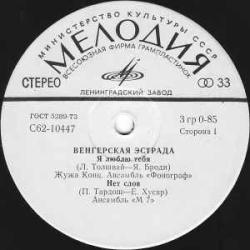 МИНИСТЕРСТВО КУЛЬТУРЫ СССР
МЕЛОДИЯ
ВСЕСОЮЗНАЯ ФИРМА ГРАМПЛАСТИНОК
СТЕРЕО
33
ЛЕНИНГРАДСКИЙ ЗАВОД
ГОСТ 5289-73
3 гр 0-85
С62-10447
Сторона 1
ВЕНГЕРСКАЯ ЭСТРАДА
Я люблю тебя
(Л. Толшваи—Я. Броди)
Жужа Конц. Ансамбль «Фонограф»
Нет слов
(П. Тардош—Е. Хусар)
Ансамбль «М 7»